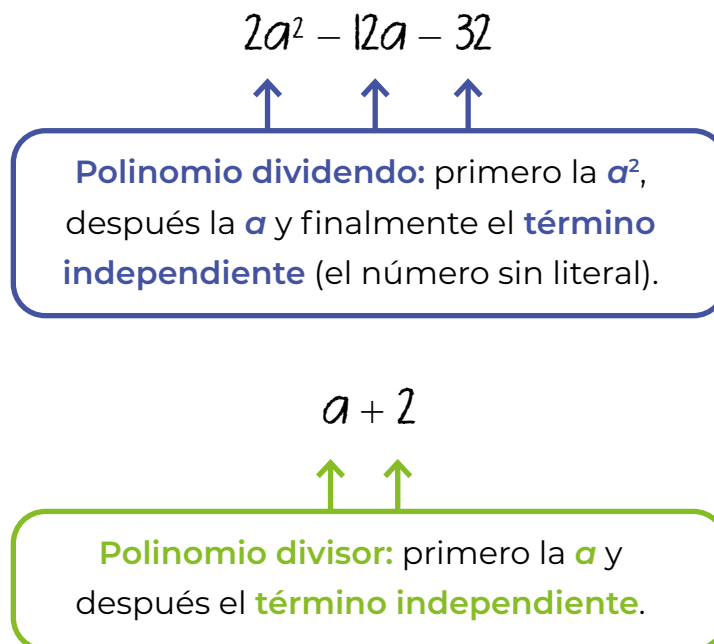 2a² – 12a – 32
Polinomio dividendo: primero la a²,
después la a y finalmente el término
independiente (el número sin literal).
a + 2
Polinomio divisor: primero la a y
después el término independiente.